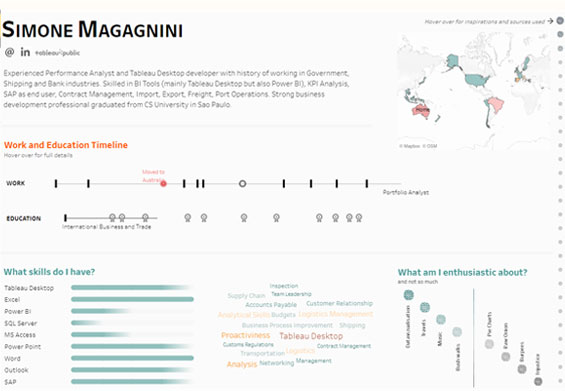 SIMONE MAGAGNINI
Hover over for inspirations and sources used
@ in #tableau4public
Experienced Performance Analyst and Tableau Desktop developer with history of working in Government,
Shipping and Bank industries. Skilled in BI Tools (mainly Tableau Desktop but also Power BI), KPI Analysis,
SAP as end user, Contract Management, Import, Export, Freight, Port Operations. Strong business
development professional graduated from CS University in Sao Paulo.
Home
© Mapbox © OSM
Work and Education Timeline
Hover over for full details
Moved to
Australia
WORK
Portfolio Analyst
EDUCATION
International Business and Trade
What skills do I have?
Tableau Desktop
Excel
Power BI
SQL Server
MS Access
Power Point
Word
Outlook
SAP
Inspection
Supply Chain Team Leadership
Accounts Payable Customer Relationship
Analytical Skills Budgets Logistics Management
Business Process Improvement Shipping
Proactiveness Tableau Desktop
Customs Regulations Contract Management
Transportation Logistics
Analysis Networking Management
What am I enthusiastic about?
and not so much
Data visualisation
Travels
Music
Boardwalks
Pie Charts
Raw Onion
Burpees
Injustice